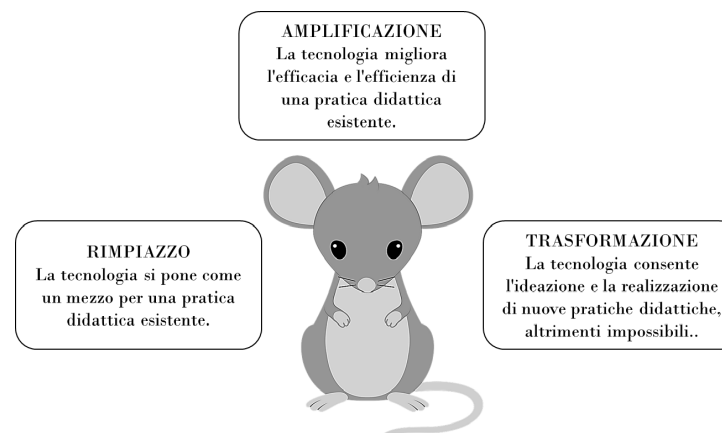 AMPLIFICAZIONE
La tecnologia migliora
l'efficacia e l'efficienza di
una pratica didattica
esistente.
RIMPIAZZO
La tecnologia si pone come
un mezzo per una pratica
didattica esistente.
TRASFORMAZIONE
La tecnologia consente
l'ideazione e la realizzazione
di nuove pratiche didattiche,
altrimenti impossibili..